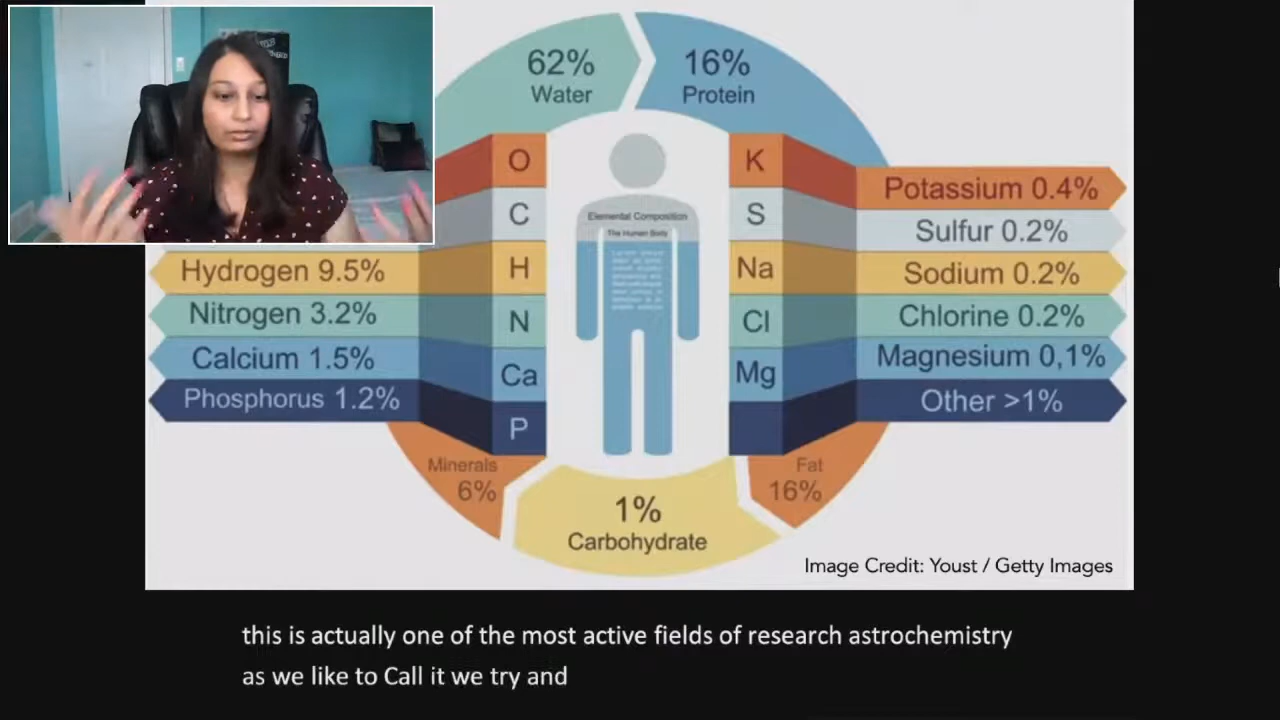 62%
Water
16%
Protein
O
C
H
N
Ca
P
K
S
Na
Cl
Mg
Hydrogen 9.5%
Nitrogen 3.2%
Calcium 1.5%
Phosphorus 1.2%
Elemental Composition
The Human Body
Potassium 0.4%
Sulfur 0.2%
Sodium 0.2%
Chlorine 0.2%
Magnesium 0,1%
Other >1%
Minerals
6%
1%
Carbohydrate
Fat
16%
Image Credit: Youst / Getty Images
this is actually one of the most active fields of research astrochemistry
as we like to Call it we try and